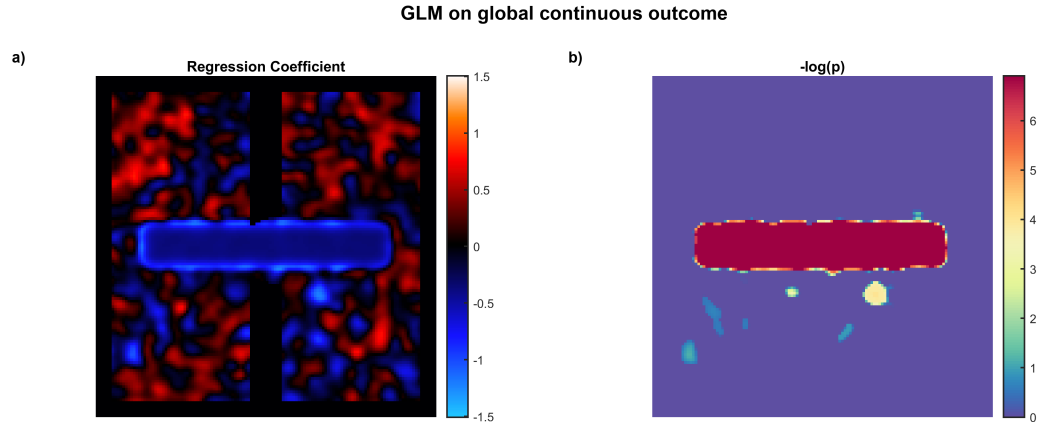 GLM on global continuous outcome
a)
Regression Coefficient
1.5
1
0.5
0
-0.5
-1
-1.5
b)
-log(p)
6
5
4
3
2
1
0